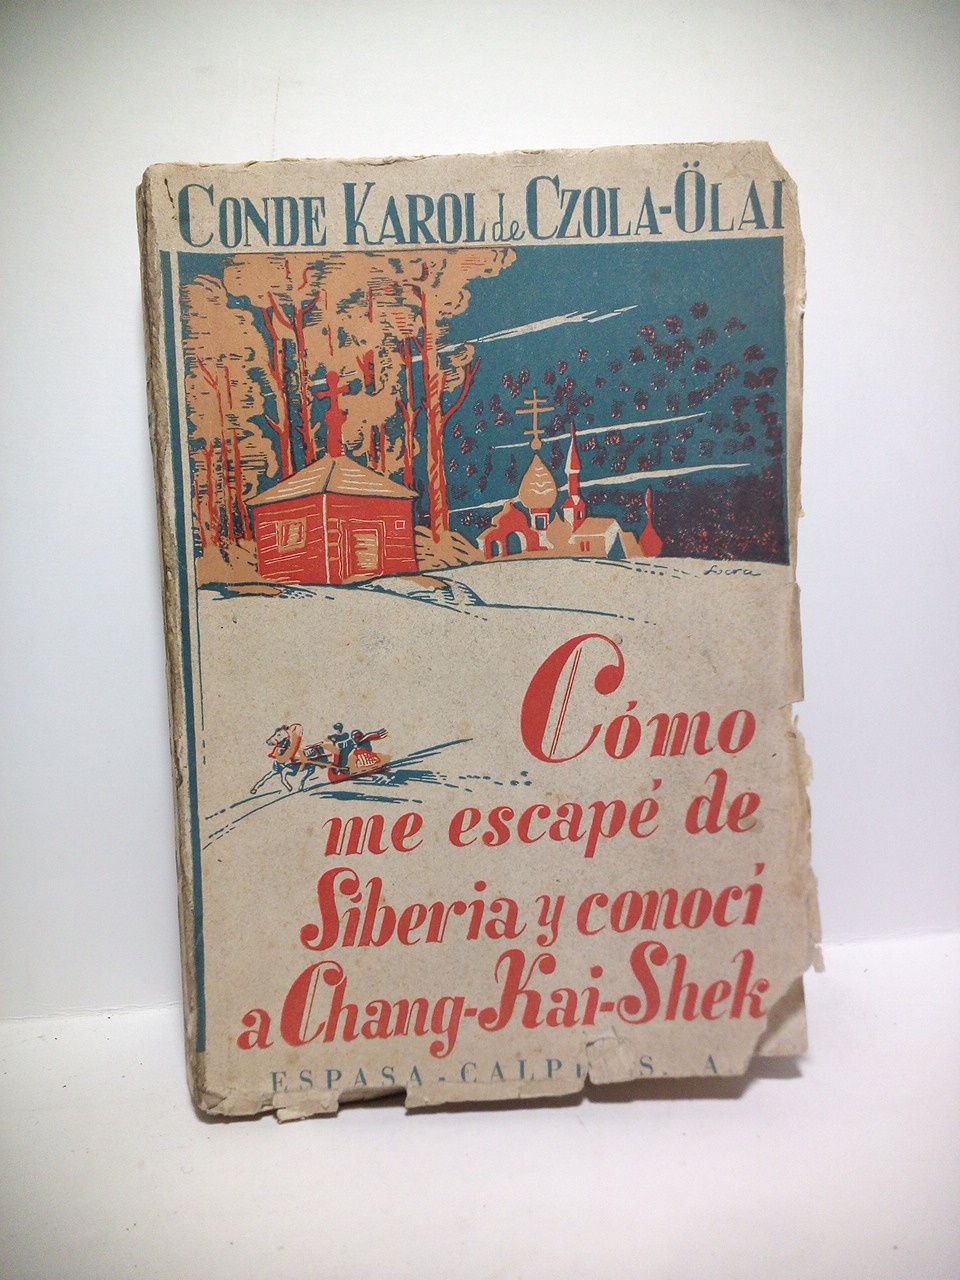 CONDE KAROL de CZOLA-ÖLAI
Cómo
me escapé de
Siberia y conocí
a Chang-Kai-Shek
ESPASA-CALPE S. A.